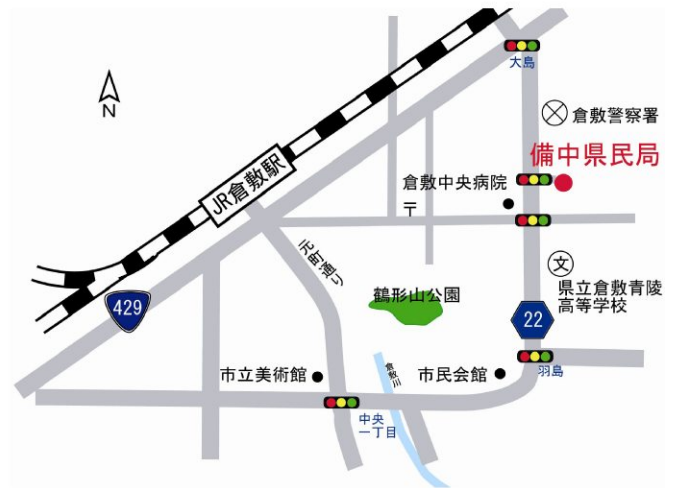 大島
N
倉敷警察署
備中県民局
JR倉敷駅
倉敷中央病院
〒
元町通り
文
県立倉敷青陵
高等学校
鶴形山公園
429
22
羽島
倉敷川
市立美術館
市民会館
中央
一丁目